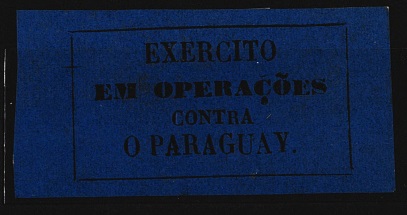 EXERCITO
EM OPERAÇÕES
CONTRA
O PARAGUAY.